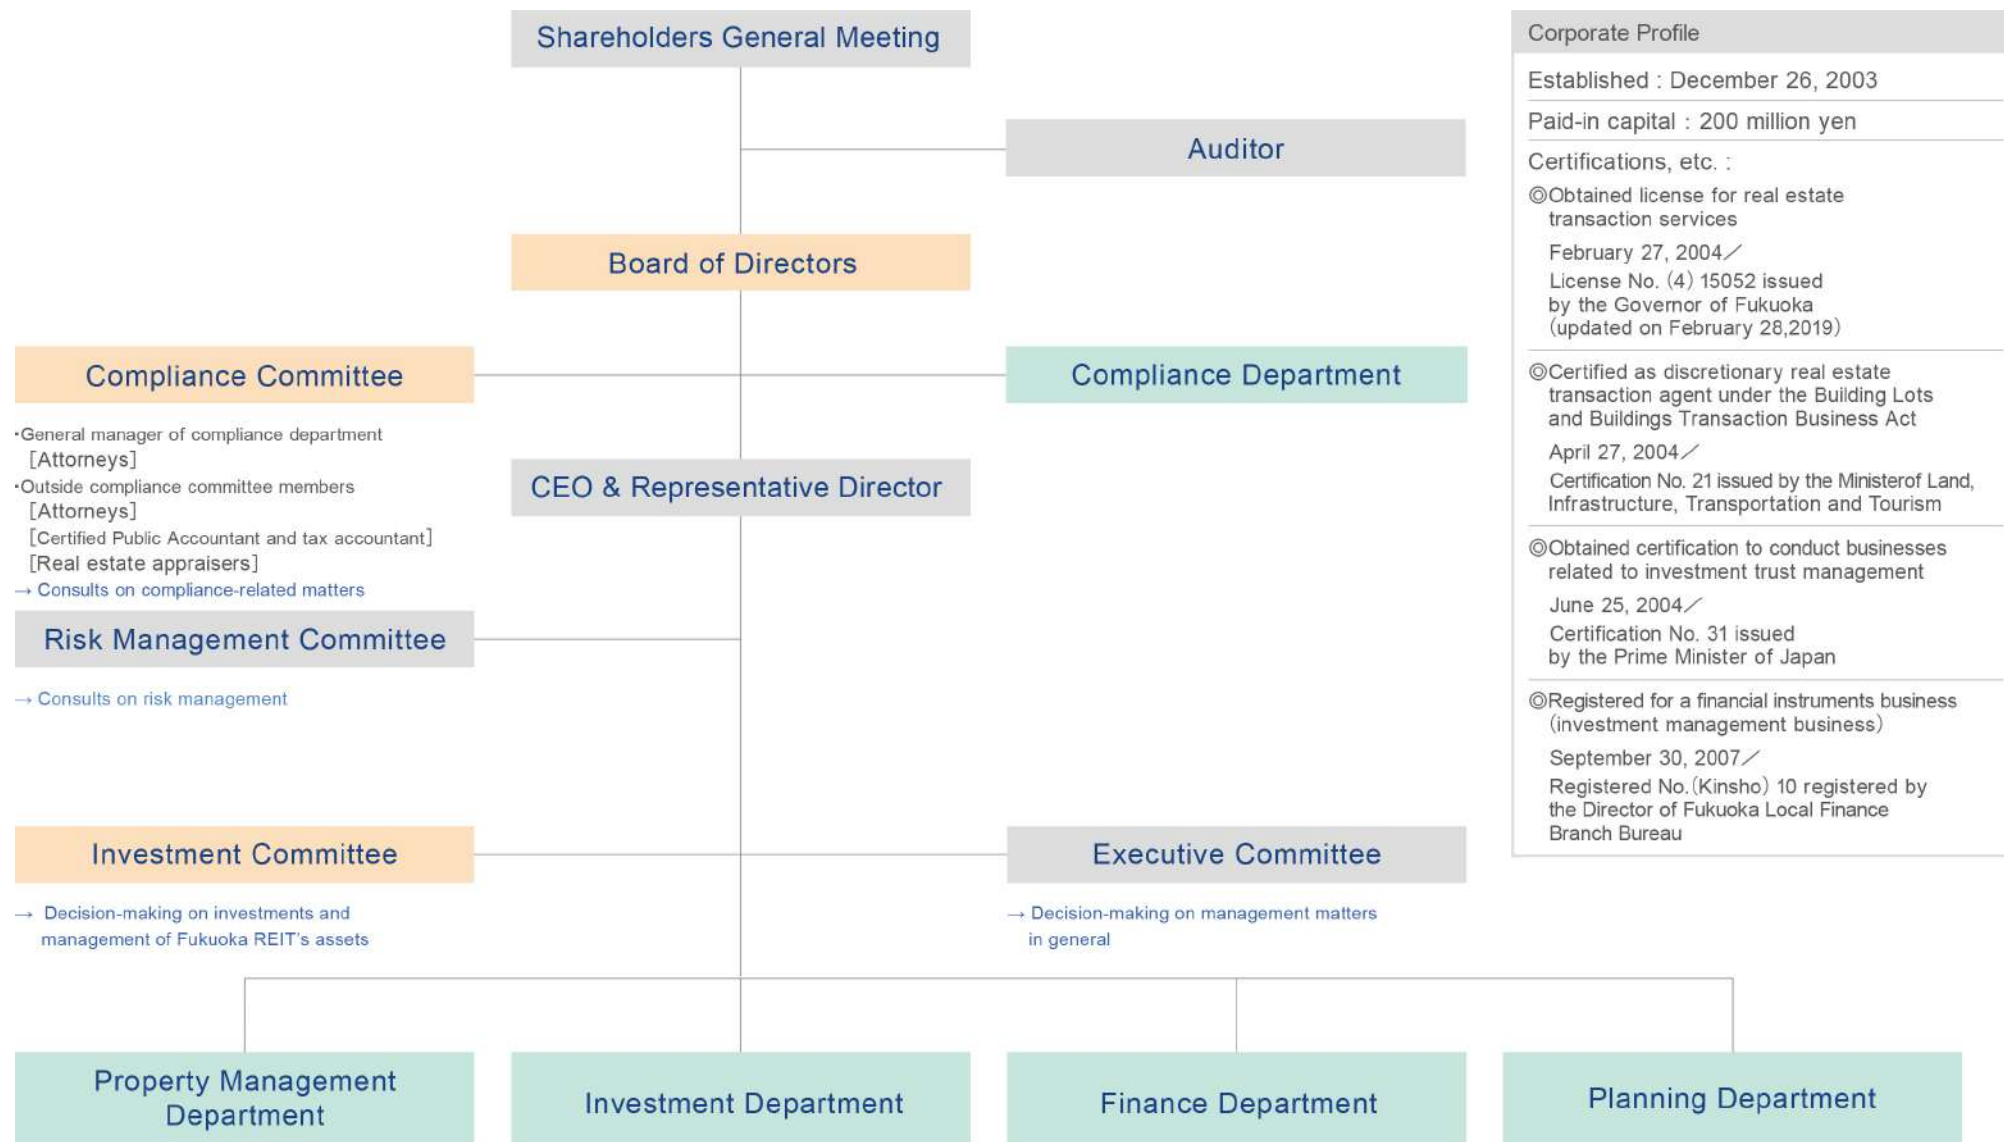 Shareholders General Meeting
Auditor
Board of Directors
Compliance Committee
Compliance Department
・General manager of compliance department
[Attorneys]
・Outside compliance committee members
[Attorneys]
[Certified Public Accountant and tax accountant]
[Real estate appraisers]
→ Consults on compliance-related matters
CEO & Representative Director
Risk Management Committee
→ Consults on risk management
Investment Committee
Executive Committee
→ Decision-making on investments and
management of Fukuoka REIT's assets
→ Decision-making on management matters
in general
Property Management
Department
Investment Department
Finance Department
Planning Department
Corporate Profile
Established : December 26, 2003
Paid-in capital : 200 million yen
Certifications, etc. :
◎Obtained license for real estate
transaction services
February 27, 2004／
License No. (4) 15052 issued
by the Governor of Fukuoka
(updated on February 28,2019)
◎Certified as discretionary real estate
transaction agent under the Building Lots
and Buildings Transaction Business Act
April 27, 2004／
Certification No. 21 issued by the Ministerof Land,
Infrastructure, Transportation and Tourism
◎Obtained certification to conduct businesses
related to investment trust management
June 25, 2004／
Certification No. 31 issued
by the Prime Minister of Japan
◎Registered for a financial instruments business
(investment management business)
September 30, 2007／
Registered No.(Kinsho) 10 registered by
the Director of Fukuoka Local Finance
Branch Bureau